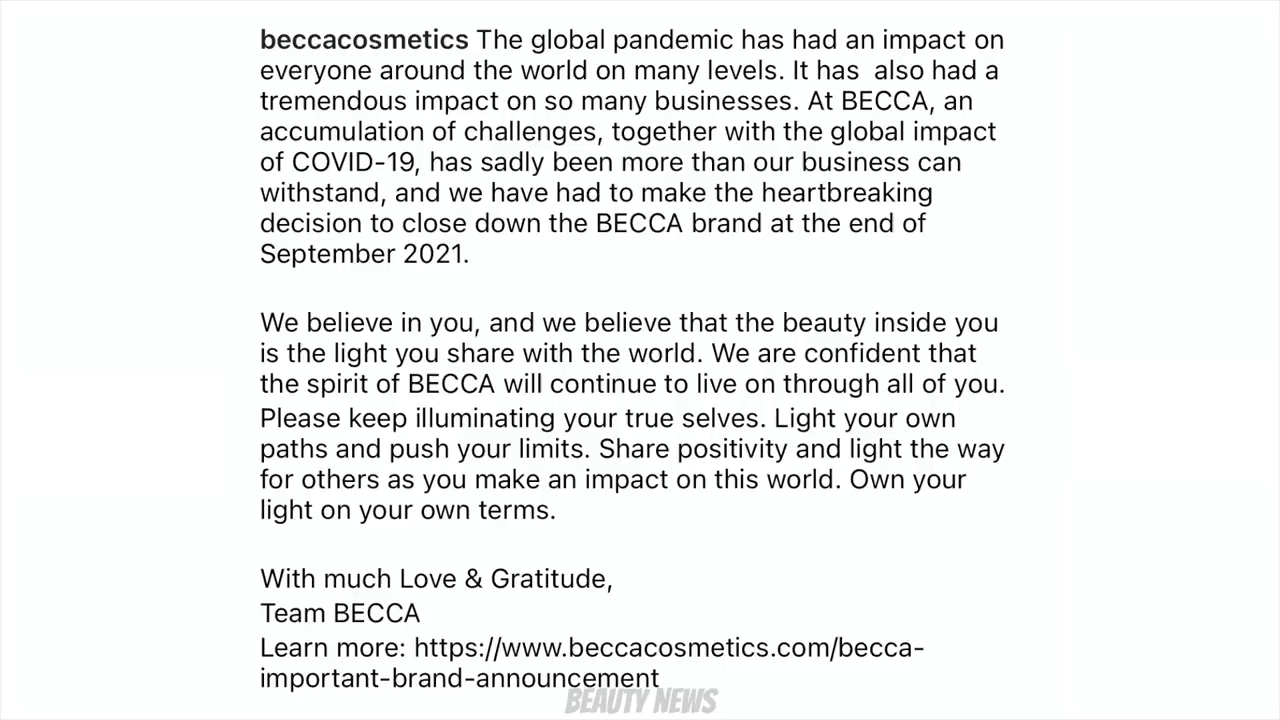 beccacosmetics The global pandemic has had an impact on
everyone around the world on many levels. It has  also had a
tremendous impact on so many businesses. At BECCA, an
accumulation of challenges, together with the global impact
of COVID-19, has sadly been more than our business can
withstand, and we have had to make the heartbreaking
decision to close down the BECCA brand at the end of
September 2021.
We believe in you, and we believe that the beauty inside you
is the light you share with the world. We are confident that
the spirit of BECCA will continue to live on through all of you.
Please keep illuminating your true selves. Light your own
paths and push your limits. Share positivity and light the way
for others as you make an impact on this world. Own your
light on your own terms.
With much Love & Gratitude,
Team BECCA
Learn more: https://www.beccacosmetics.com/becca-
important-brand-announcement
BEAUTY NEWS